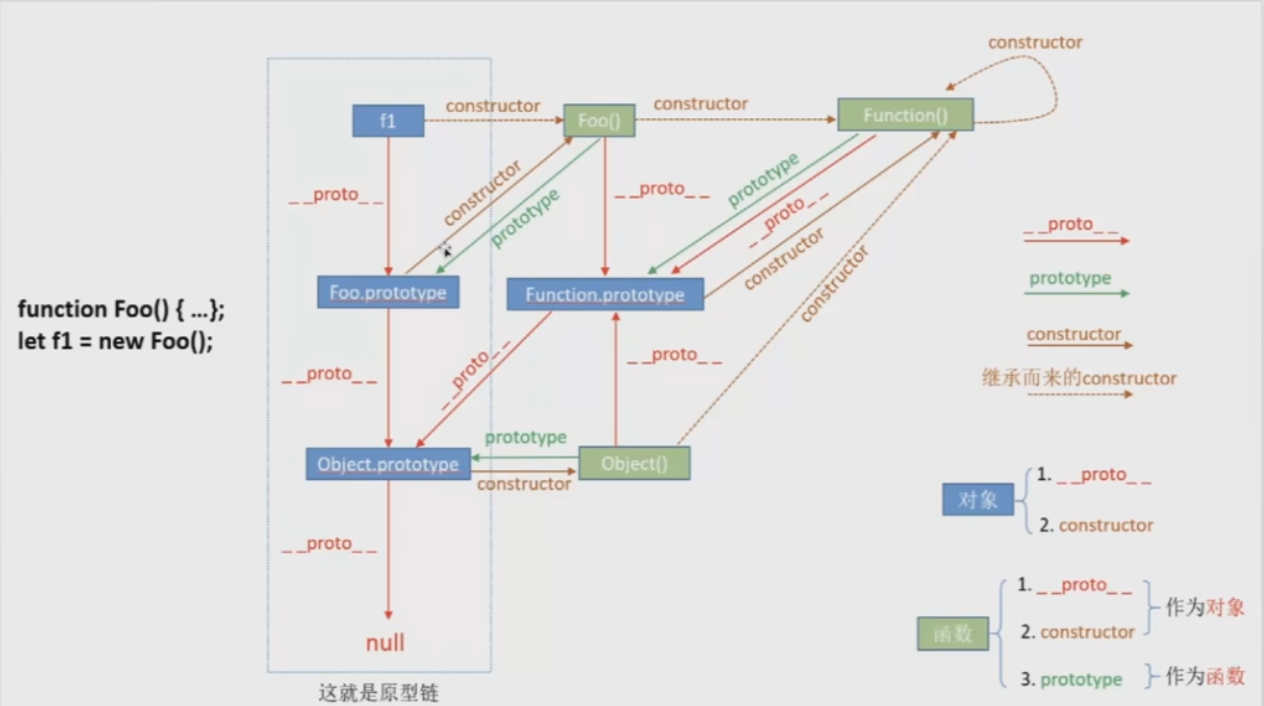 constructor
f1
constructor
Foo()
constructor
Function()
__proto__
constructor
prototype
__proto__
prototype
__proto__
constructor
constructor
Foo.prototype
Function.prototype
function Foo() { ...};
let f1 = new Foo();
__proto__
__proto__
__proto__
Object.prototype
prototype
constructor
Object()
__proto__
null
这就是原型链
__proto__
prototype
constructor
继承而来的constructor
对象
1. __proto__
2. constructor
函数
1. __proto__
2. constructor
作为对象
3. prototype
作为函数